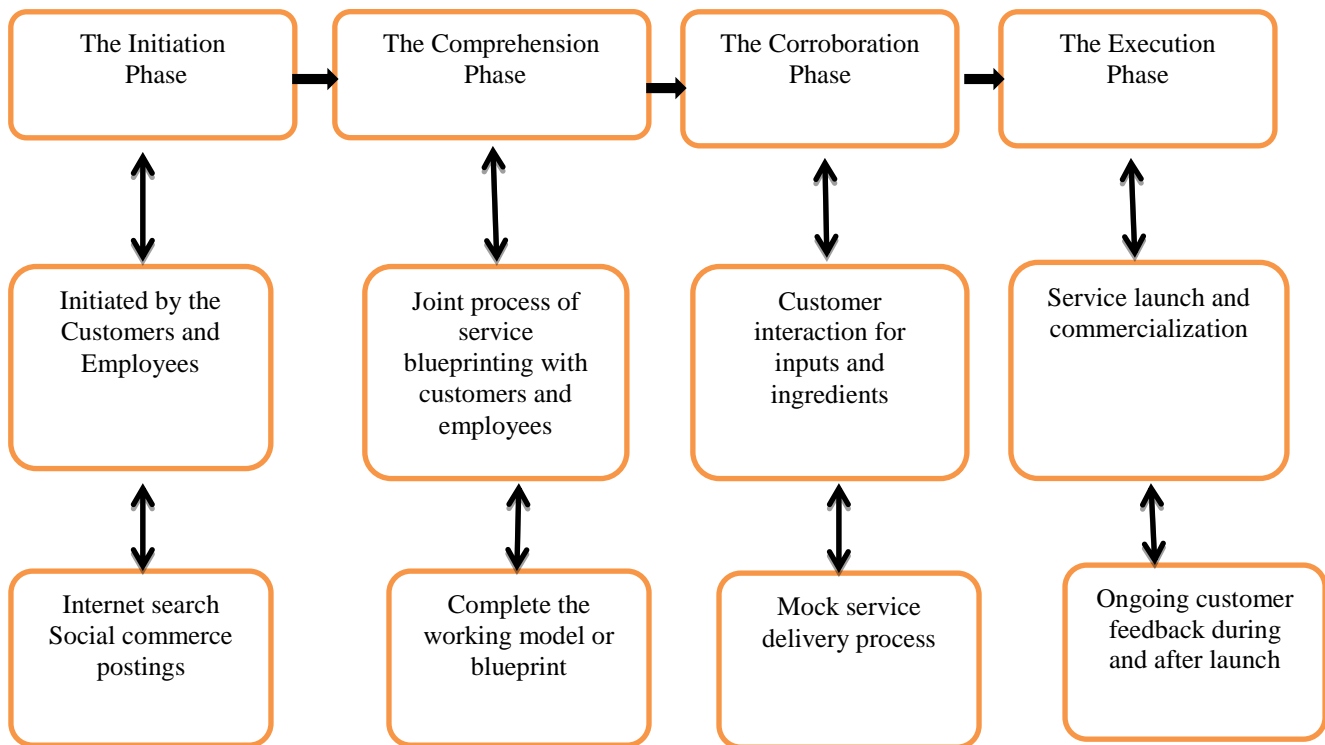 The Initiation
Phase
The Comprehension
Phase
The Corroboration
Phase
The Execution
Phase
Initiated by the
Customers and
Employees
Joint process of
service
blueprinting with
customers and
employees
Customer
interaction for
inputs and
ingredients
Service launch and
commercialization
Internet search
Social commerce
postings
Complete the
working model or
blueprint
Mock service
delivery process
Ongoing customer
feedback during
and after launch